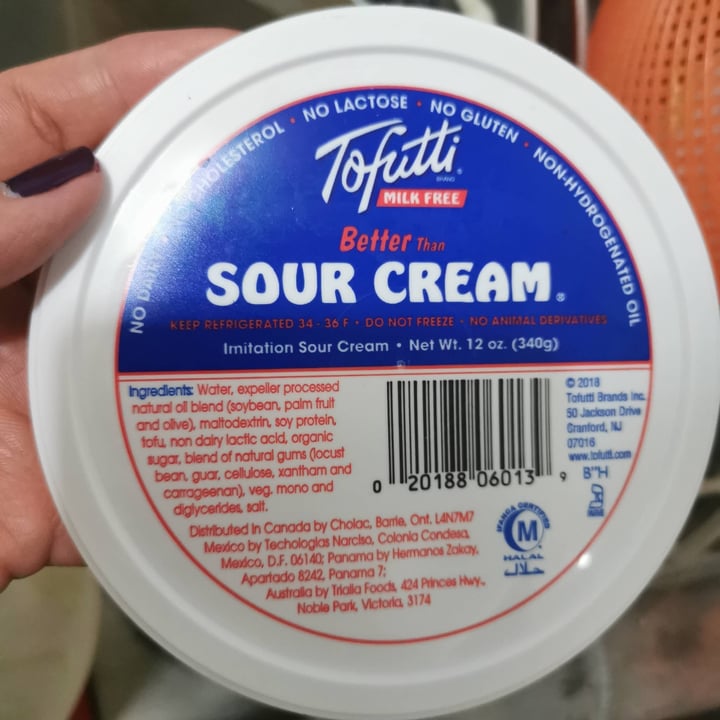 NO CHOLESTEROL • NO LACTOSE • NO GLUTEN • NON-HYDROGENATED OIL
Tofutti
BRAND
MILK FREE
Better Than
SOUR CREAM®
KEEP REFRIGERATED 34 - 36 F • DO NOT FREEZE • NO ANIMAL DERIVATIVES
Imitation Sour Cream • Net Wt. 12 oz. (340g)
Ingredients: Water, expeller processed
natural oil blend (soybean, palm fruit
and olive), maltodextrin, soy protein,
tofu, non dairy lactic acid, organic
sugar, blend of natural gums (locust
bean, guar, cellulose, xantham and
carrageenan), veg. mono and
diglycerides, salt.
0 20188 06013 9
© 2018
Tofutti Brands Inc.
50 Jackson Drive
Cranford, NJ
07016
www.tofutti.com
B"H
Distributed in Canada by Cholac, Barrie, Ont. L4N7M7
Mexico by Techologias Narciso, Colonia Condesa,
Mexico, D.F. 06140; Panama by Hermanos Zakay,
Apartado 8242, Panama 7;
Australia by Trialia Foods, 424 Princes Hwy.,
Noble Park, Victoria, 3174
IFANCA CERTIFIED
M
HALAL
حلال